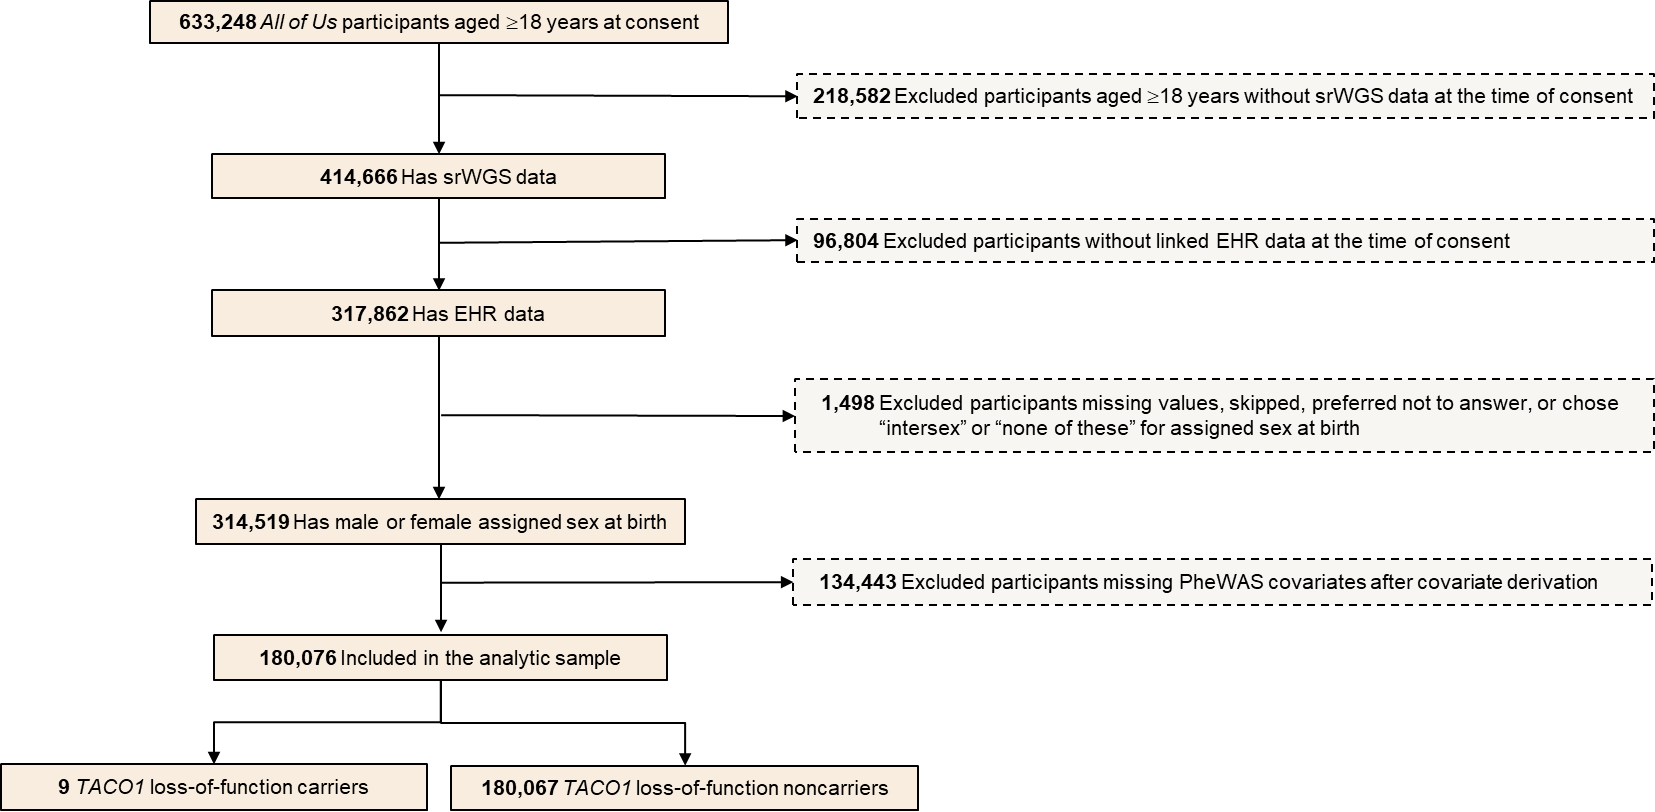 633,248 All of Us participants aged ≥18 years at consent
218,582 Excluded participants aged ≥18 years without srWGS data at the time of consent
414,666 Has srWGS data
96,804 Excluded participants without linked EHR data at the time of consent
317,862 Has EHR data
1,498 Excluded participants missing values, skipped, preferred not to answer, or chose
“intersex” or “none of these” for assigned sex at birth
314,519 Has male or female assigned sex at birth
134,443 Excluded participants missing PheWAS covariates after covariate derivation
180,076 Included in the analytic sample
9 TACO1 loss-of-function carriers
180,067 TACO1 loss-of-function noncarriers